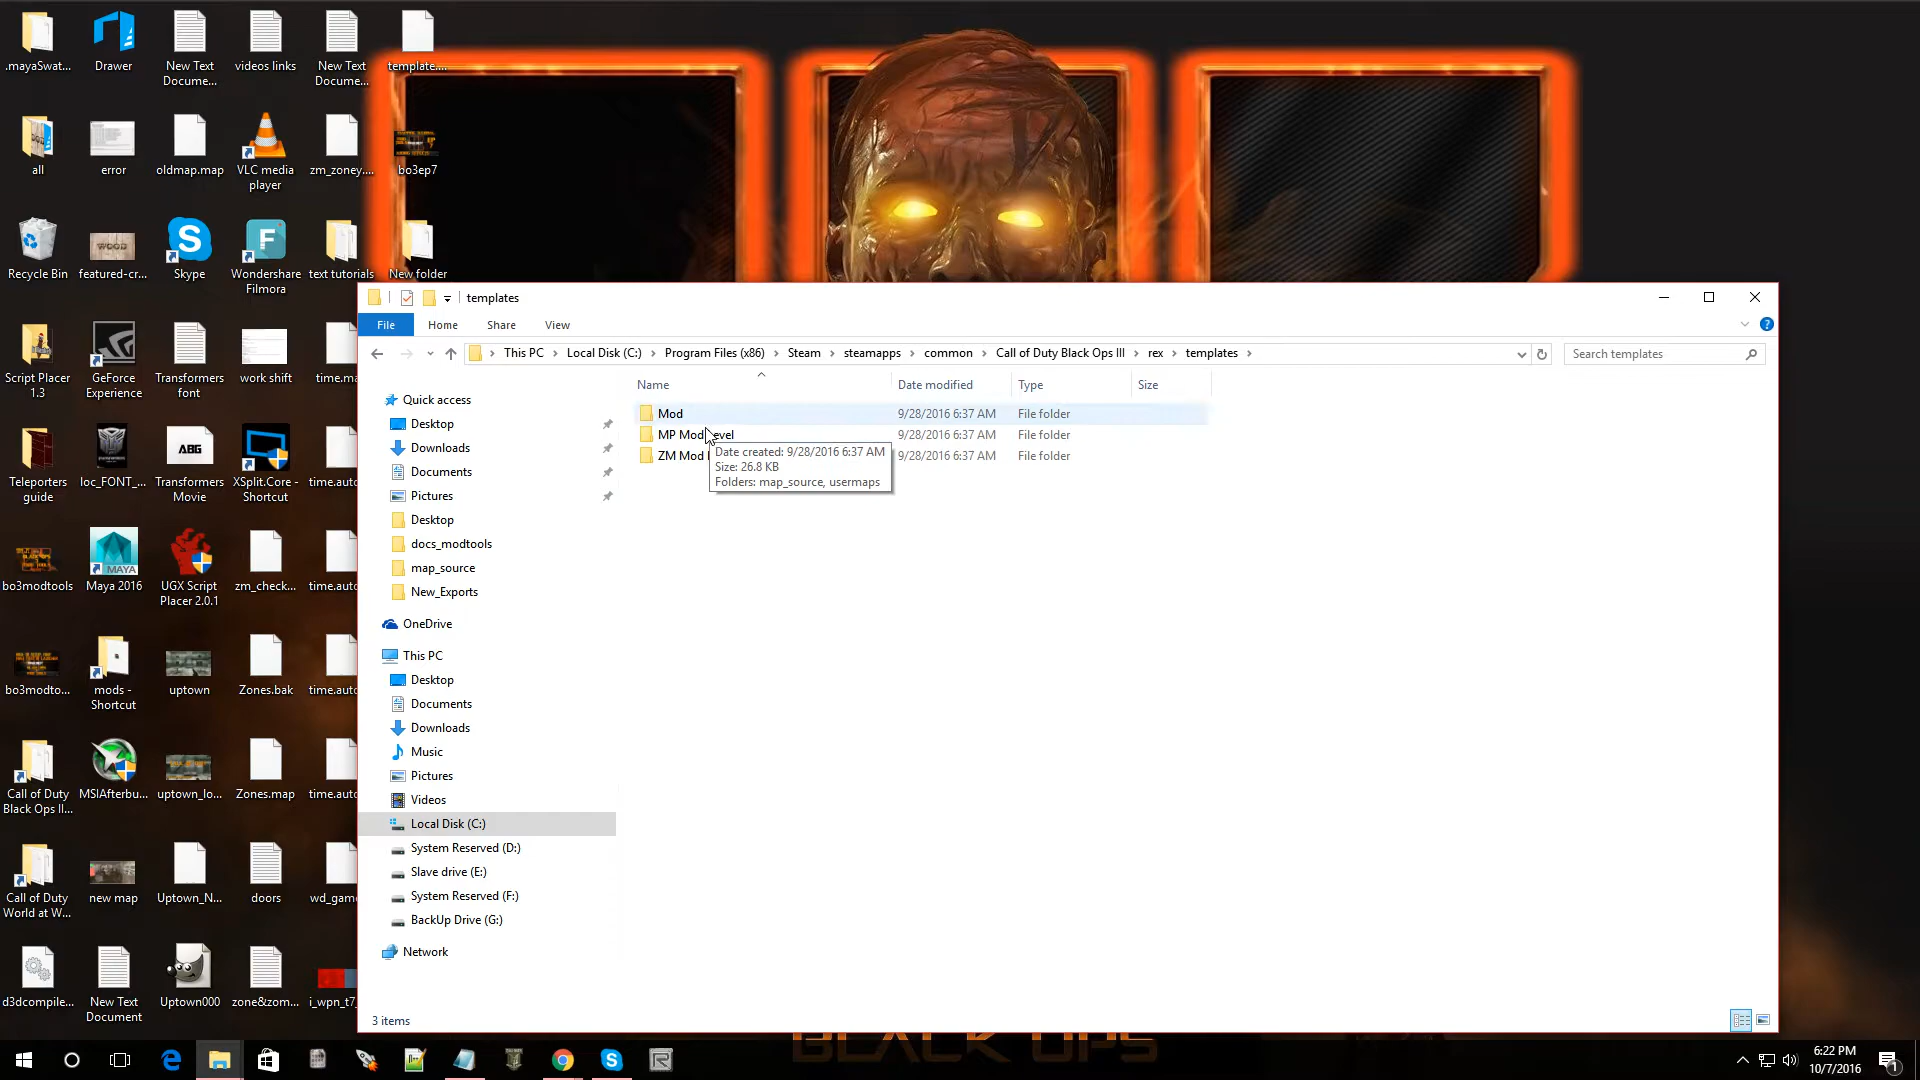 .mayaSwat...
Drawer
New Text
Docume...
videos links
New Text
Docume...
template....
all
error
oldmap.map
VLC media
player
zm_zoney....
bo3ep7
Recycle Bin
featured-cr...
Skype
Wondershare
Filmora
text tutorials
New folder
Script Placer
1.3
GeForce
Experience
Transformers
font
work shift
time.ma
Teleporters
guide
loc_FONT_...
Transformers
Movie
XSplit.Core -
Shortcut
bo3modtools
Maya 2016
UGX Script
Placer 2.0.1
zm_check...
time.auto
bo3modto...
mods -
Shortcut
uptown
Zones.bak
time.auto
Call of Duty
Black Ops II...
MSIAfterbu...
uptown_lo...
Zones.map
time.auto
Call of Duty
World at W...
new map
Uptown_N...
doors
wd_game
d3dcompile...
New Text
Document
Uptown000
zone&zom...
i_wpn_t7_
templates
File
Home
Share
View
This PC
Local Disk (C:)
Program Files (x86)
Steam
steamapps
common
Call of Duty Black Ops III
rex
templates
Search templates
Name
Date modified
Type
Size
Mod
9/28/2016 6:37 AM
File folder
MP Mod Level
9/28/2016 6:37 AM
File folder
ZM Mod
9/28/2016 6:37 AM
File folder
Date created: 9/28/2016 6:37 AM
Size: 26.8 KB
Folders: map_source, usermaps
Quick access
Desktop
Downloads
Documents
Pictures
Desktop
docs_modtools
map_source
New_Exports
OneDrive
This PC
Desktop
Documents
Downloads
Music
Pictures
Videos
Local Disk (C:)
System Reserved (D:)
Slave drive (E:)
System Reserved (F:)
BackUp Drive (G:)
Network
3 items
BLACK OPS
6:22 PM
10/7/2016
1